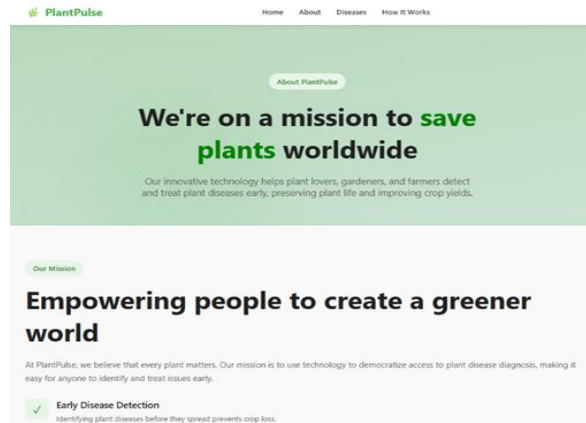 PlantPulse
Home About Diseases How It Works
About PlantPulse
We're on a mission to save
plants worldwide
Our innovative technology helps plant lovers, gardeners, and farmers detect
and treat plant diseases early, preserving plant life and improving crop yields.
Our Mission
Empowering people to create a greener
world
At PlantPulse, we believe that every plant matters. Our mission is to use technology to democratize access to plant disease diagnosis, making it
easy for anyone to identify and treat issues early.
Early Disease Detection
Identifying plant diseases before they spread prevents crop loss.